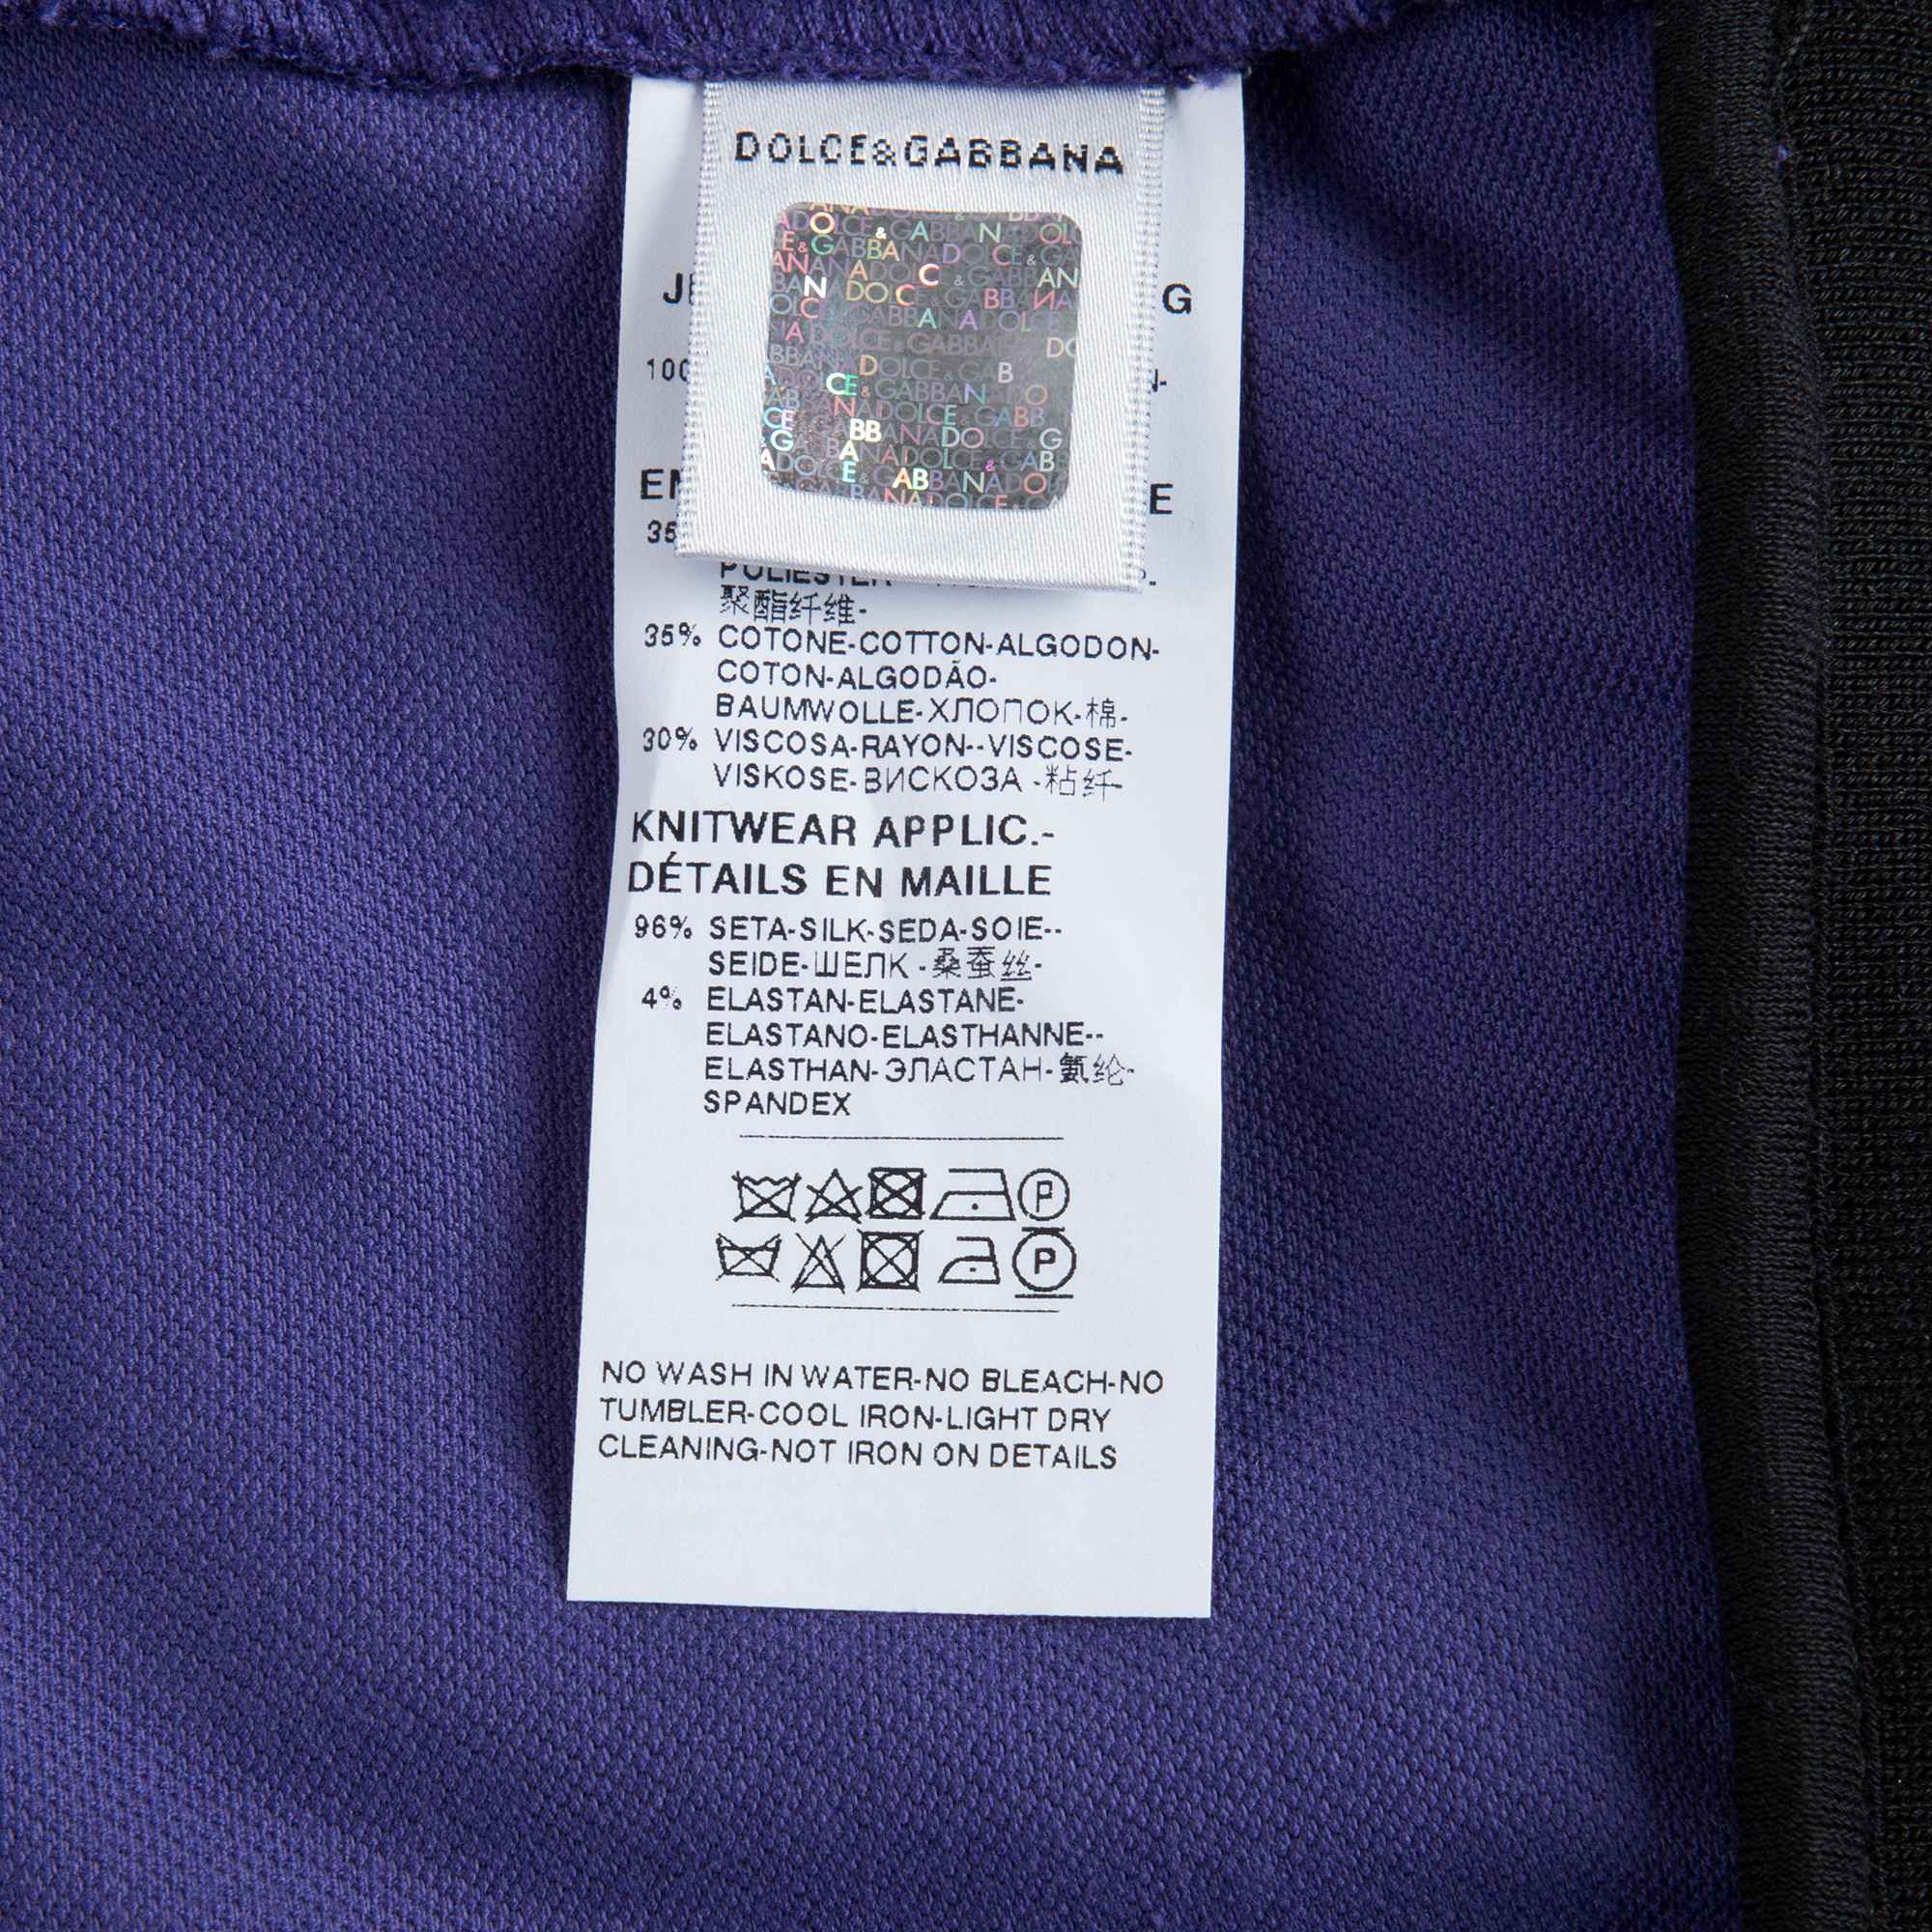 DOLCE&GABBANA
G
35%
POLIESTER
聚酯纤维-
35% COTONE-COTTON-ALGODON-
COTON-ALGODÃO-
BAUMWOLLE-ХЛОПОК-棉-
30% VISCOSA-RAYON--VISCOSE-
VISKOSE-ВИСКОЗА -粘纤-
KNITWEAR APPLIC.-
DÉTAILS EN MAILLE
96% SETA-SILK-SEDA-SOIE--
SEIDE-ШЕЛК -桑蚕丝-
4% ELASTAN-ELASTANE-
ELASTANO-ELASTHANNE--
ELASTHAN-ЭЛАСТАН-氨纶-
SPANDEX
P
P
NO WASH IN WATER-NO BLEACH-NO
TUMBLER-COOL IRON-LIGHT DRY
CLEANING-NOT IRON ON DETAILS